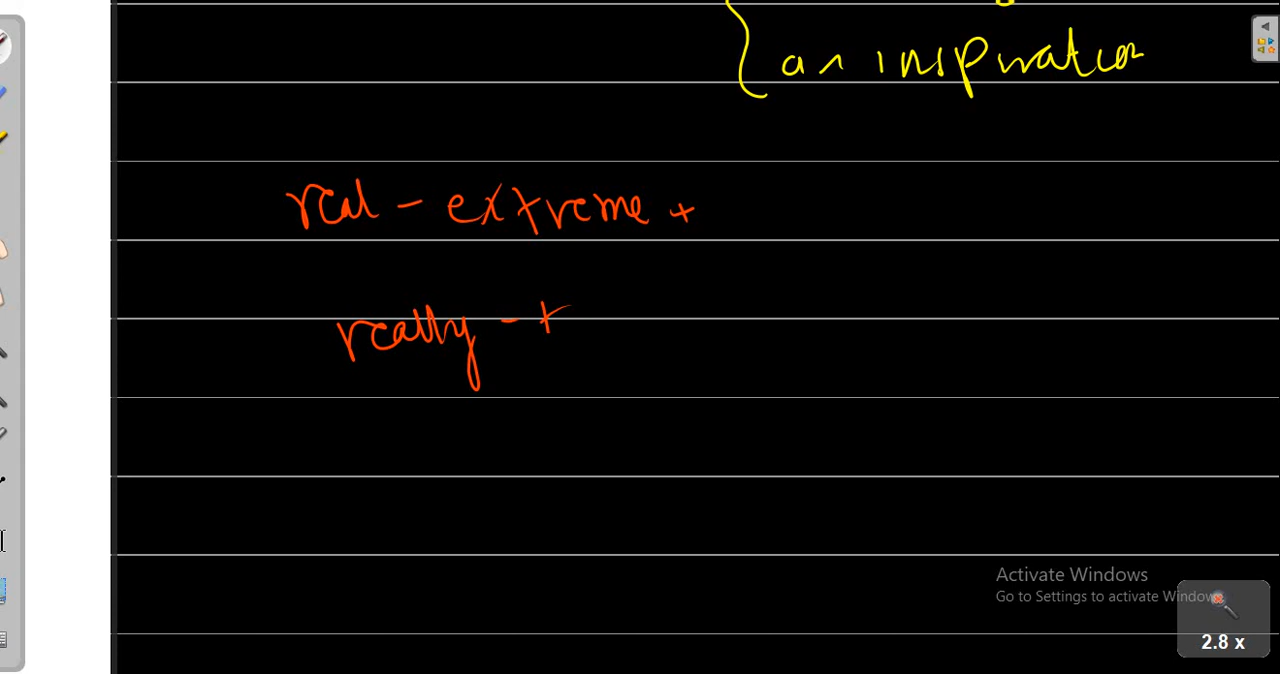 an inspiration
real - extreme +
really - t
Activate Windows
Go to Settings to activate Windows.
2.8 x